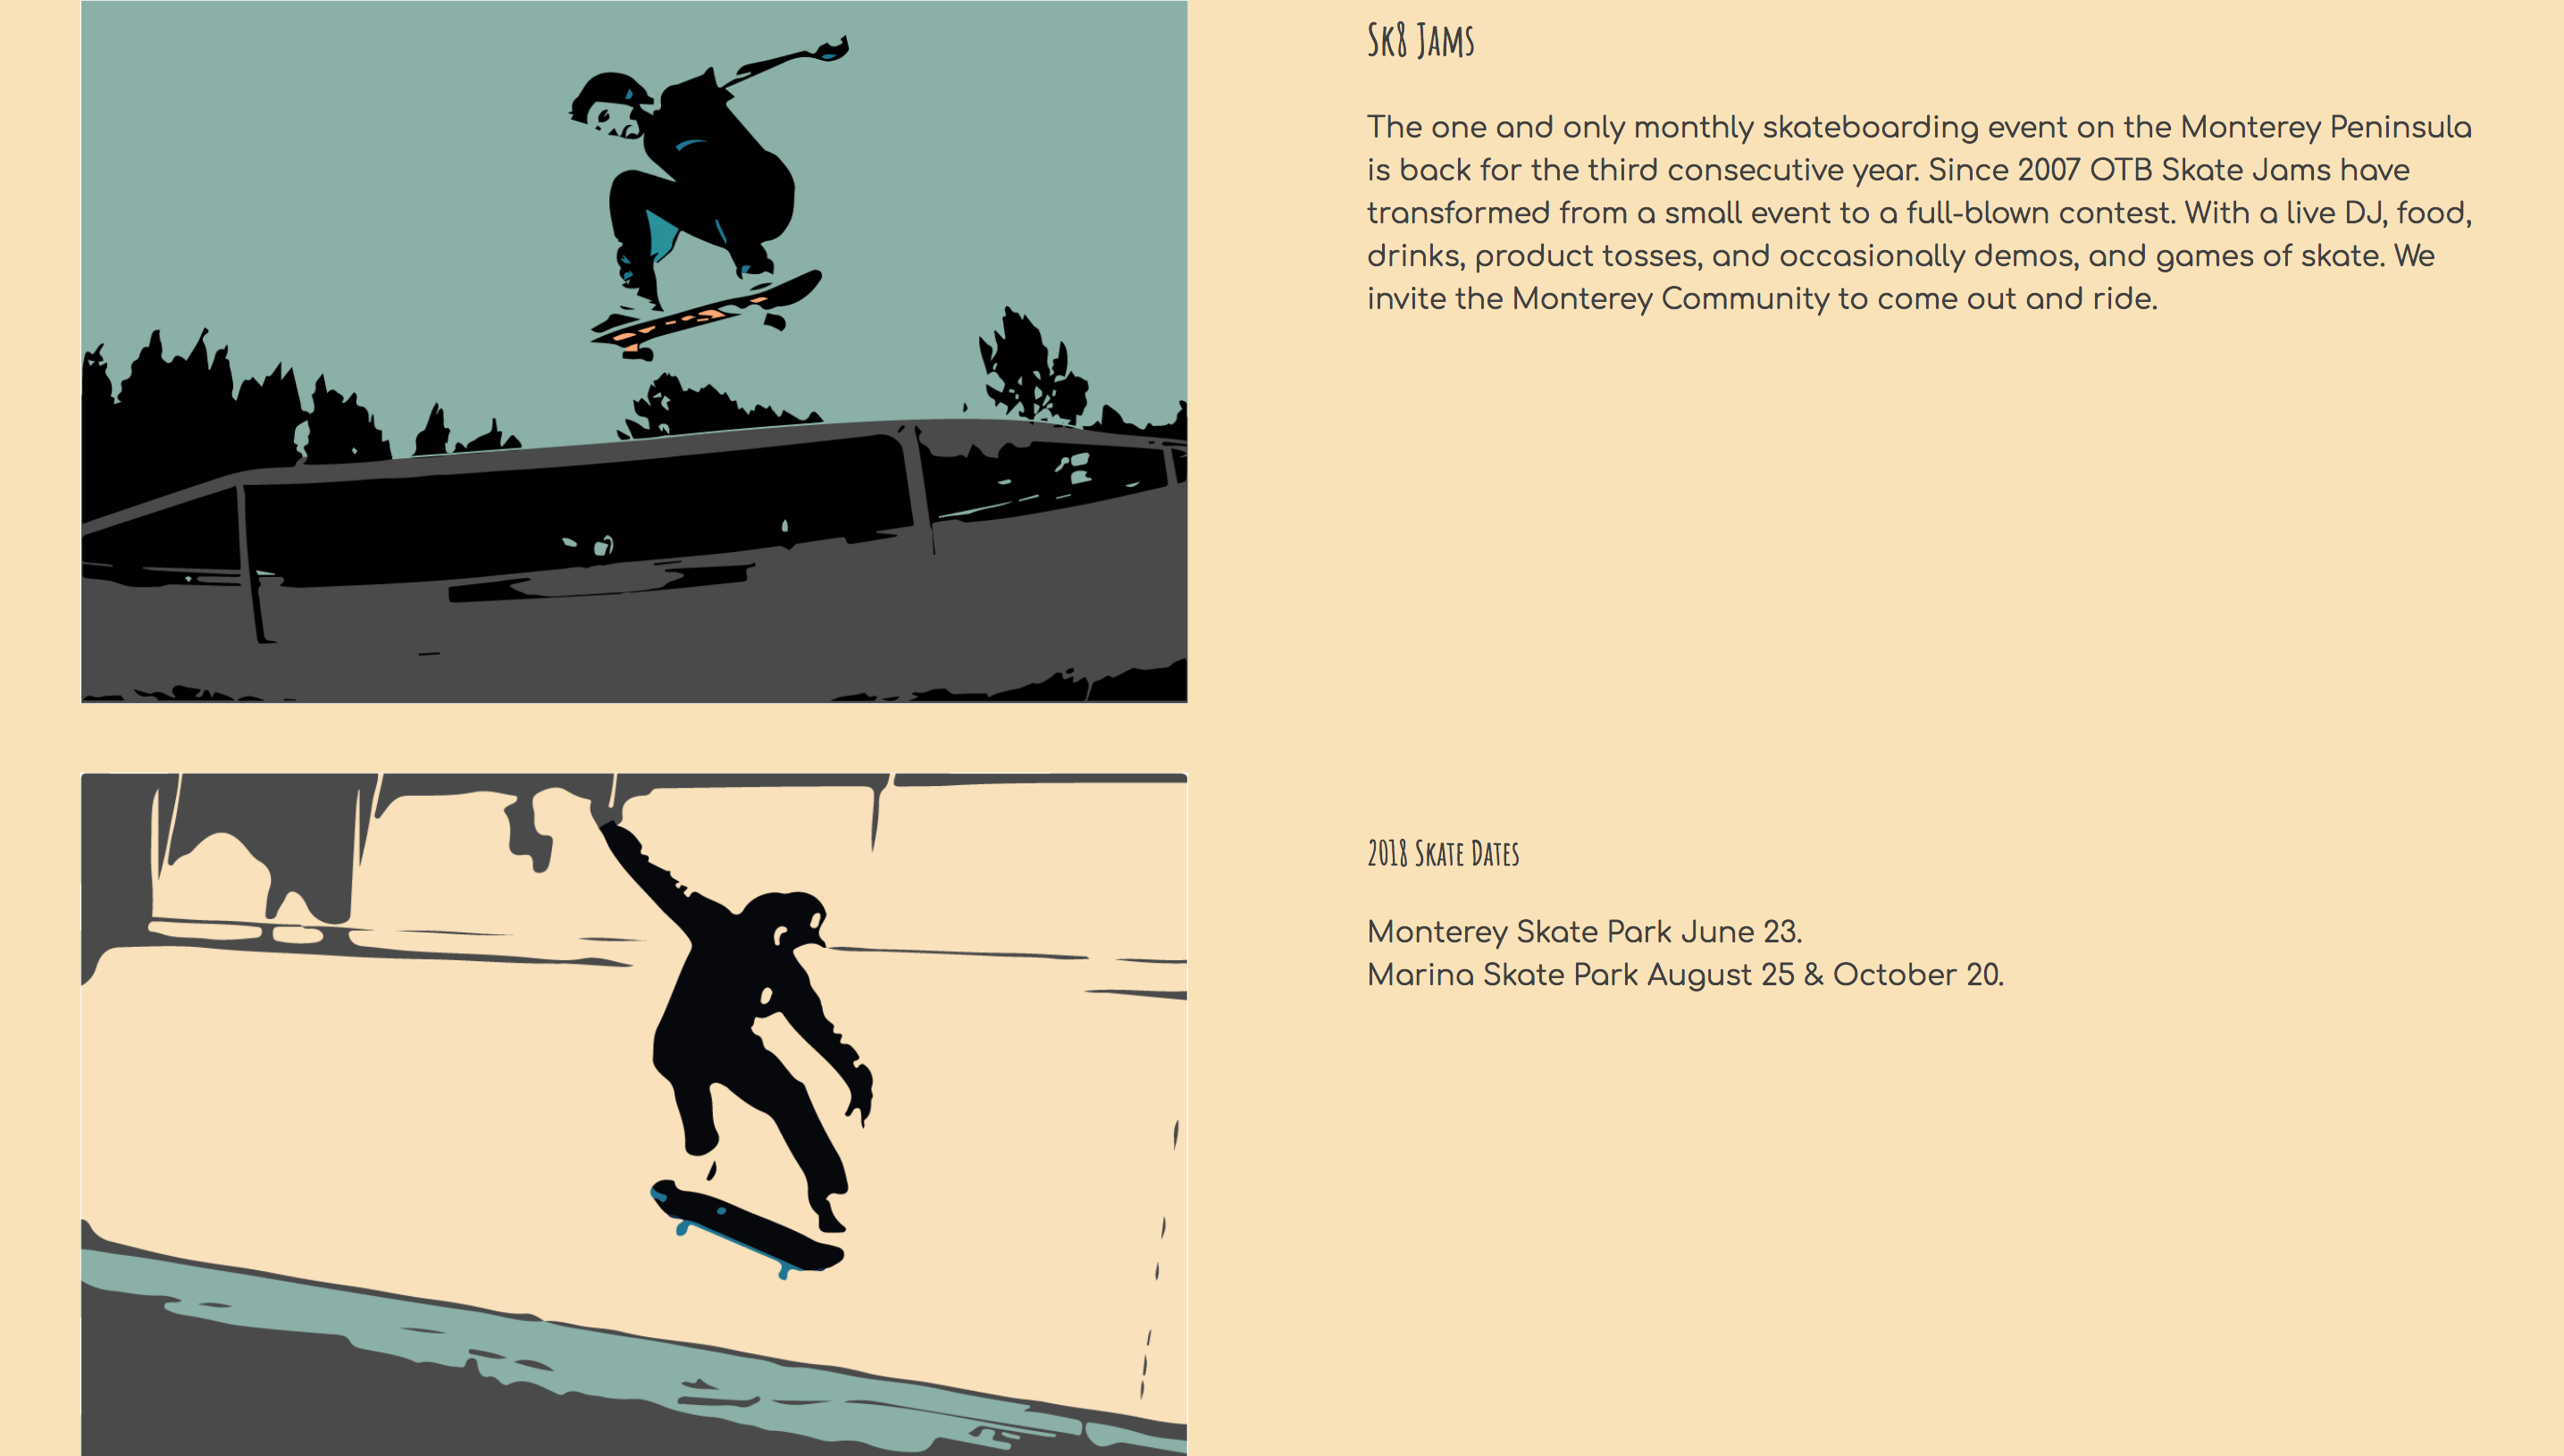 Sk8 Jams
The one and only monthly skateboarding event on the Monterey Peninsula
is back for the third consecutive year. Since 2007 OTB Skate Jams have
transformed from a small event to a full-blown contest. With a live DJ, food,
drinks, product tosses, and occasionally demos, and games of skate. We
invite the Monterey Community to come out and ride.
2018 Skate Dates
Monterey Skate Park June 23.
Marina Skate Park August 25 & October 20.